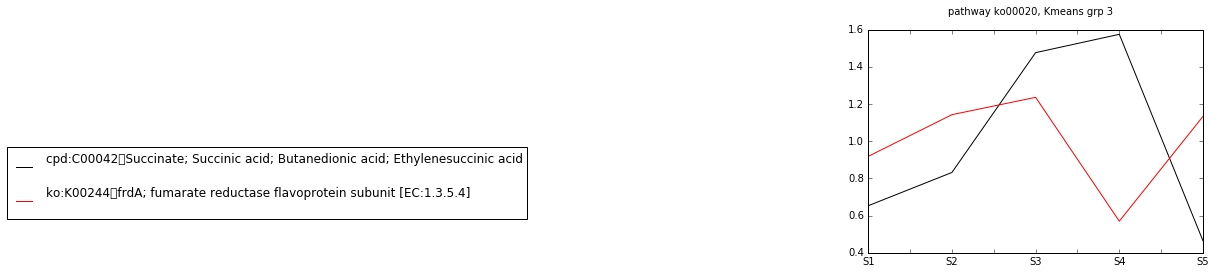 pathway ko00020, Kmeans grp 3
1.6
1.4
1.2
1.0
0.8
0.6
0.4
S1 S2 S3 S4 S5
cpd:C00042▯Succinate; Succinic acid; Butanedionic acid; Ethylenesuccinic acid
ko:K00244▯frdA; fumarate reductase flavoprotein subunit [EC:1.3.5.4]